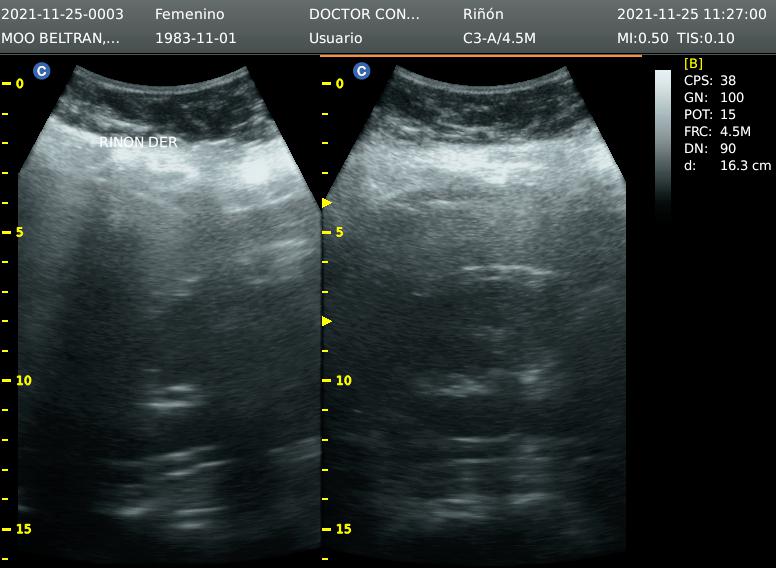 2021-11-25-0003 Femenino DOCTOR CON... Riñón 2021-11-25 11:27:00
MOO BELTRAN,... 1983-11-01 Usuario C3-A/4.5M MI:0.50 TIS:0.10
[B]
CPS: 38
GN: 100
POT: 15
FRC: 4.5M
DN: 90
d: 16.3 cm
C
0
RINON DER
5
10
15
C
0
5
10
15